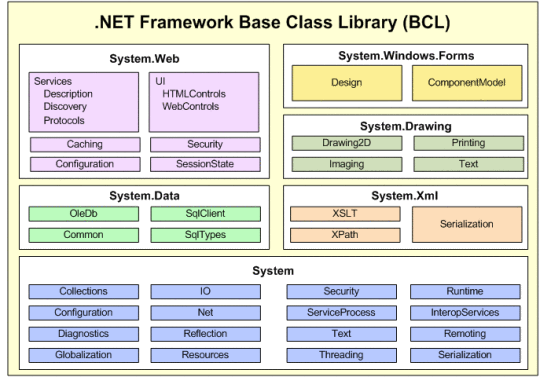 .NET Framework Base Class Library (BCL)
System.Web
Services
Description
Discovery
Protocols
UI
HTMLControls
WebControls
Caching
Security
Configuration
SessionState
System.Windows.Forms
Design
ComponentModel
System.Drawing
Drawing2D
Printing
Imaging
Text
System.Data
OleDb
SqlClient
Common
SqlTypes
System.Xml
XSLT
XPath
Serialization
System
Collections
IO
Security
Runtime
Configuration
Net
ServiceProcess
InteropServices
Diagnostics
Reflection
Text
Remoting
Globalization
Resources
Threading
Serialization